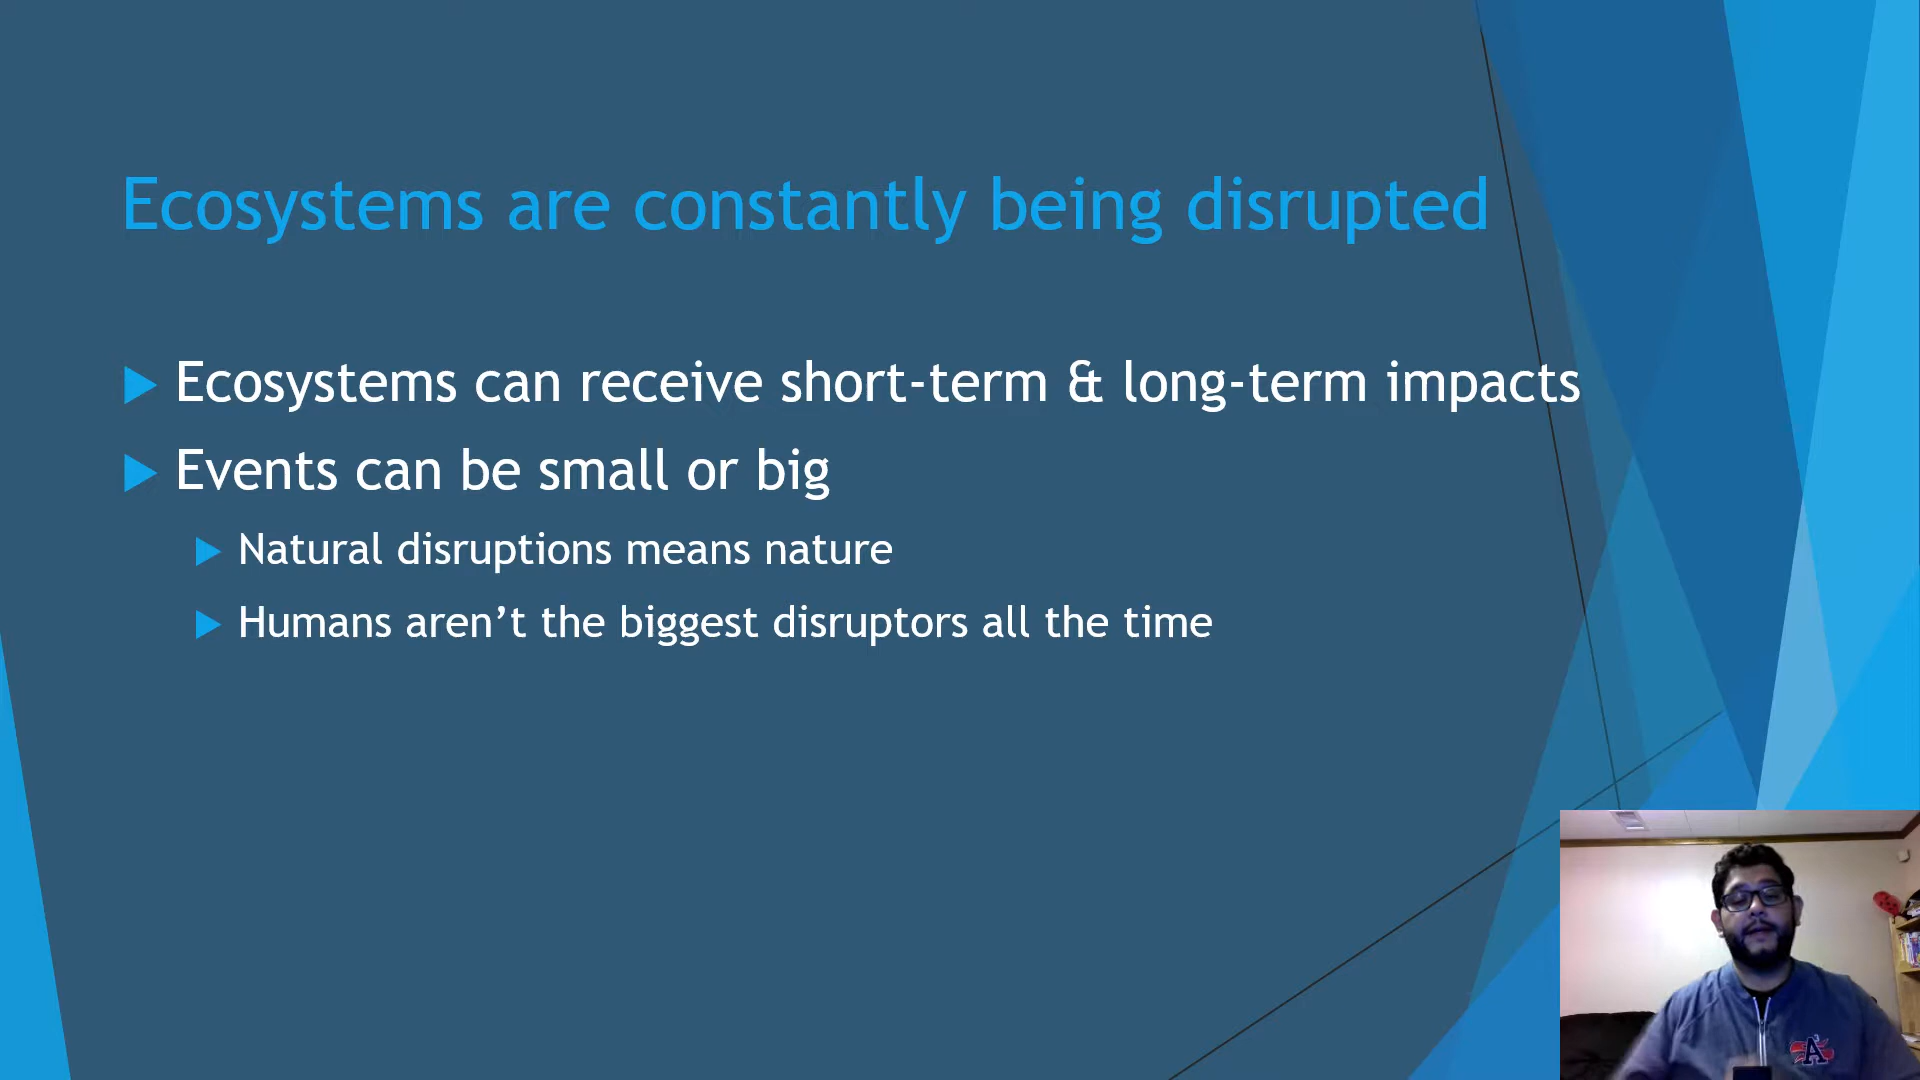 Ecosystems are constantly being disrupted
Ecosystems can receive short-term & long-term impacts
Events can be small or big
Natural disruptions means nature
Humans aren’t the biggest disruptors all the time
A